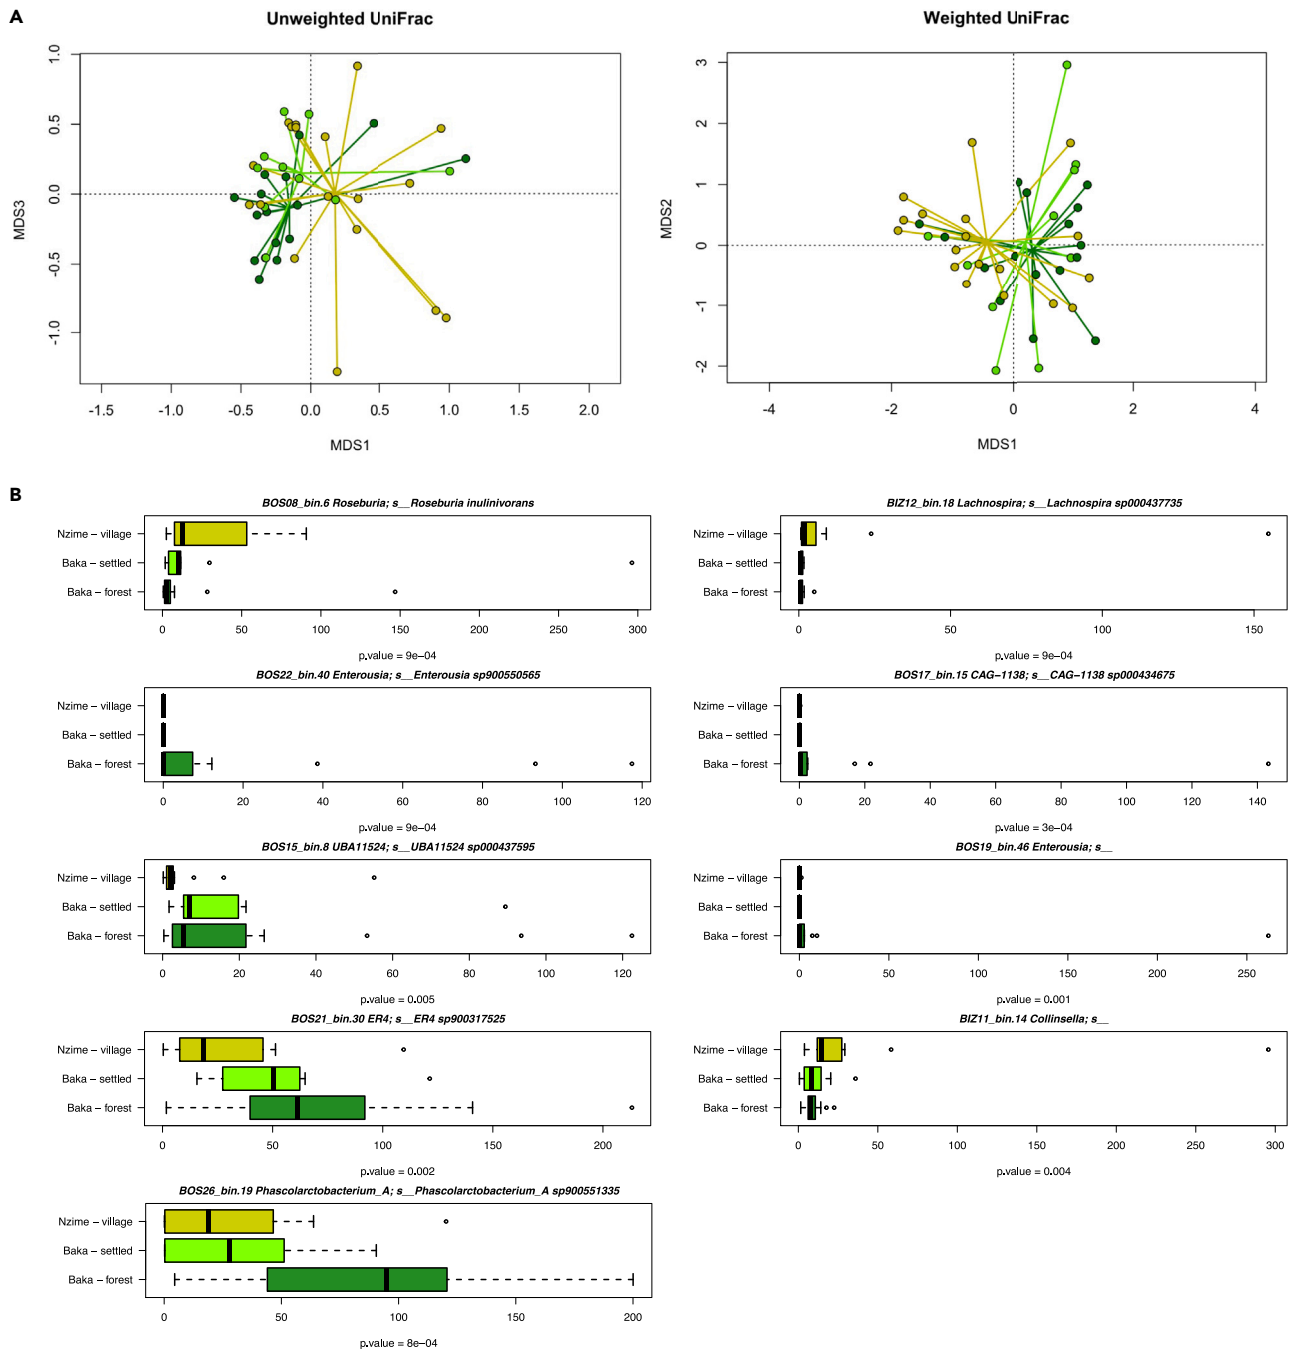 A
Unweighted UniFrac
MDS3
1.0
0.5
0.0
-0.5
-1.0
-1.5 -1.0 -0.5 0.0 0.5 1.0 1.5 2.0
MDS1
Weighted UniFrac
MDS2
3
2
1
0
-1
-2
-4 -2 0 2 4
MDS1
B
BOS08_bin.6 Roseburia; s__Roseburia inulinivorans
Nzime – village
Baka – settled
Baka – forest
0 50 100 150 200 250 300
p.value = 9e−04
BIZ12_bin.18 Lachnospira; s__Lachnospira sp000437735
Nzime – village
Baka – settled
Baka – forest
0 50 100 150
p.value = 9e−04
BOS22_bin.40 Enterousia; s__Enterousia sp900550565
Nzime – village
Baka – settled
Baka – forest
0 20 40 60 80 100 120
p.value = 9e−04
BOS17_bin.15 CAG−1138; s__CAG−1138 sp000434675
Nzime – village
Baka – settled
Baka – forest
0 20 40 60 80 100 120 140
p.value = 3e−04
BOS15_bin.8 UBA11524; s__UBA11524 sp000437595
Nzime – village
Baka – settled
Baka – forest
0 20 40 60 80 100 120
p.value = 0.005
BOS19_bin.46 Enterousia; s__
Nzime – village
Baka – settled
Baka – forest
0 50 100 150 200 250
p.value = 0.001
BOS21_bin.30 ER4; s__ER4 sp900317525
Nzime – village
Baka – settled
Baka – forest
0 50 100 150 200
p.value = 0.002
BIZ11_bin.14 Collinsella; s__
Nzime – village
Baka – settled
Baka – forest
0 50 100 150 200 250 300
p.value = 0.004
BOS26_bin.19 Phascolarctobacterium_A; s__Phascolarctobacterium_A sp900551335
Nzime – village
Baka – settled
Baka – forest
0 50 100 150 200
p.value = 8e−04